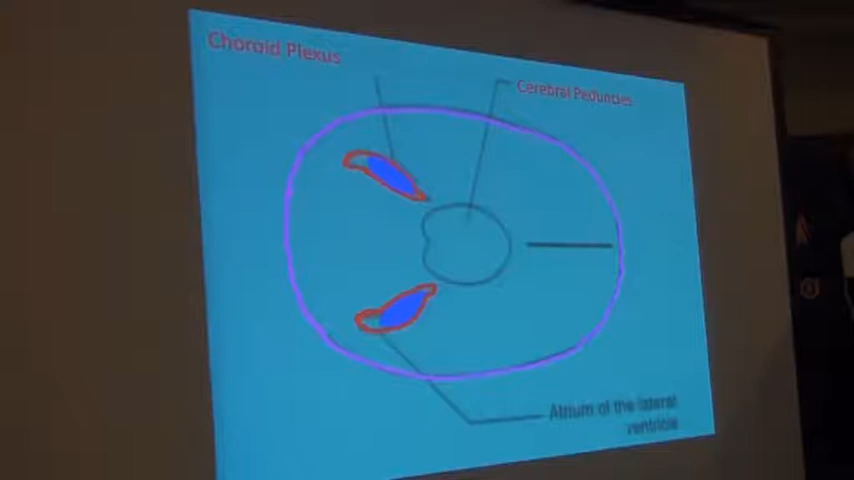 Choroid Plexus
Cerebral Peduncles
Atrium of the lateral
ventricle